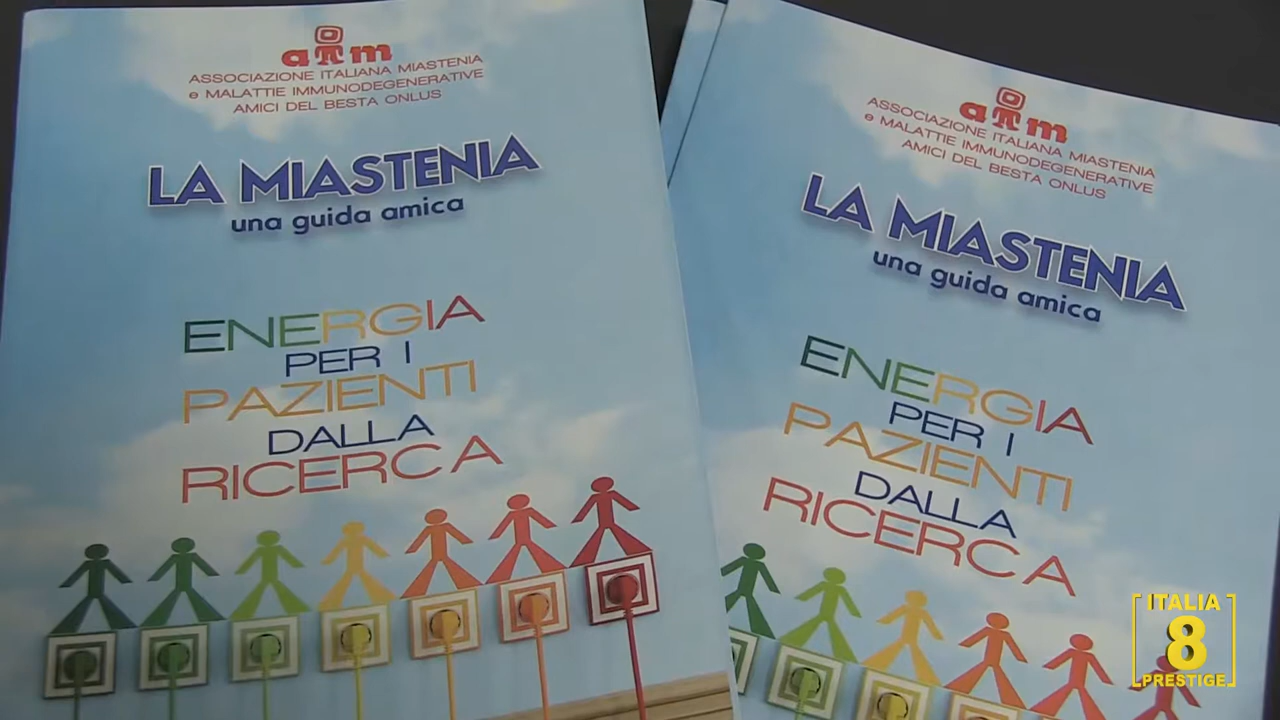 aim
ASSOCIAZIONE ITALIANA MIASTENIA
e MALATTIE IMMUNODEGENERATIVE
AMICI DEL BESTA ONLUS
LA MIASTENIA
una guida amica
ENERGIA
PER I
PAZIENTI
DALLA
RICERCA
aim
ASSOCIAZIONE ITALIANA MIASTENIA
e MALATTIE IMMUNODEGENERATIVE
AMICI DEL BESTA ONLUS
LA MIASTENIA
una guida amica
ENERGIA
PER I
PAZIENTI
DALLA
RICERCA
ITALIA
8
PRESTIGE